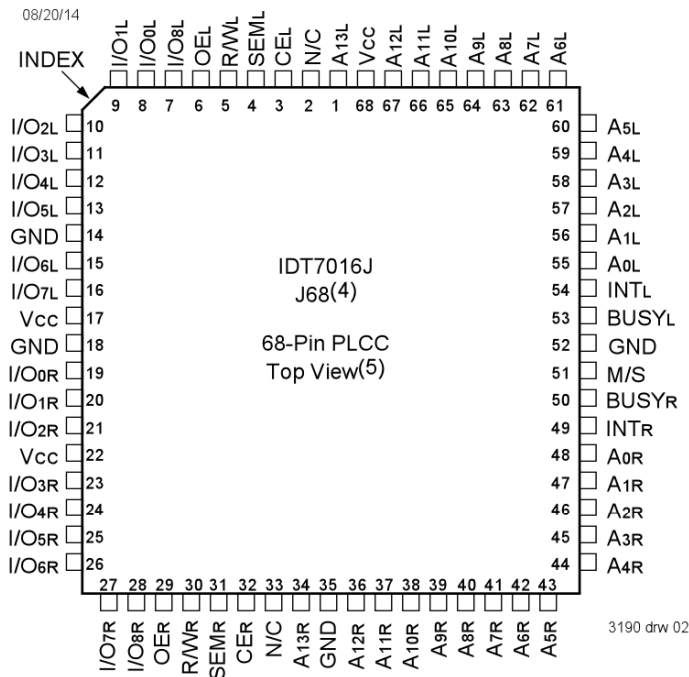 08/20/14
INDEX
I/O1L
I/O0L
I/O8L
OEL
R/WL
SEML
CEL
N/C
A13L
VCC
A12L
A11L
A10L
A9L
A8L
A7L
A6L
9 8 7 6 5 4 3 2 1 68 67 66 65 64 63 62 61
I/O2L 10
I/O3L 11
I/O4L 12
I/O5L 13
GND 14
I/O6L 15
I/O7L 16
Vcc 17
GND 18
I/O0R 19
I/O1R 20
I/O2R 21
Vcc 22
I/O3R 23
I/O4R 24
I/O5R 25
I/O6R 26
IDT7016J
J68(4)
68-Pin PLCC
Top View(5)
60 A5L
59 A4L
58 A3L
57 A2L
56 A1L
55 A0L
54 INTL
53 BUSYL
52 GND
51 M/S
50 BUSYR
49 INTR
48 A0R
47 A1R
46 A2R
45 A3R
44 A4R
27 28 29 30 31 32 33 34 35 36 37 38 39 40 41 42 43
I/O7R
I/O8R
OER
R/WR
SEMR
CER
N/C
A13R
GND
A12R
A11R
A10R
A9R
A8R
A7R
A6R
A5R
3190 drw 02